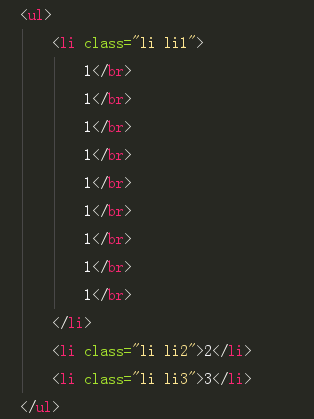 <ul>
<li class="li li1">
1</br>
1</br>
1</br>
1</br>
1</br>
1</br>
1</br>
1</br>
1</br>
</li>
<li class="li li2">2</li>
<li class="li li3">3</li>
</ul>